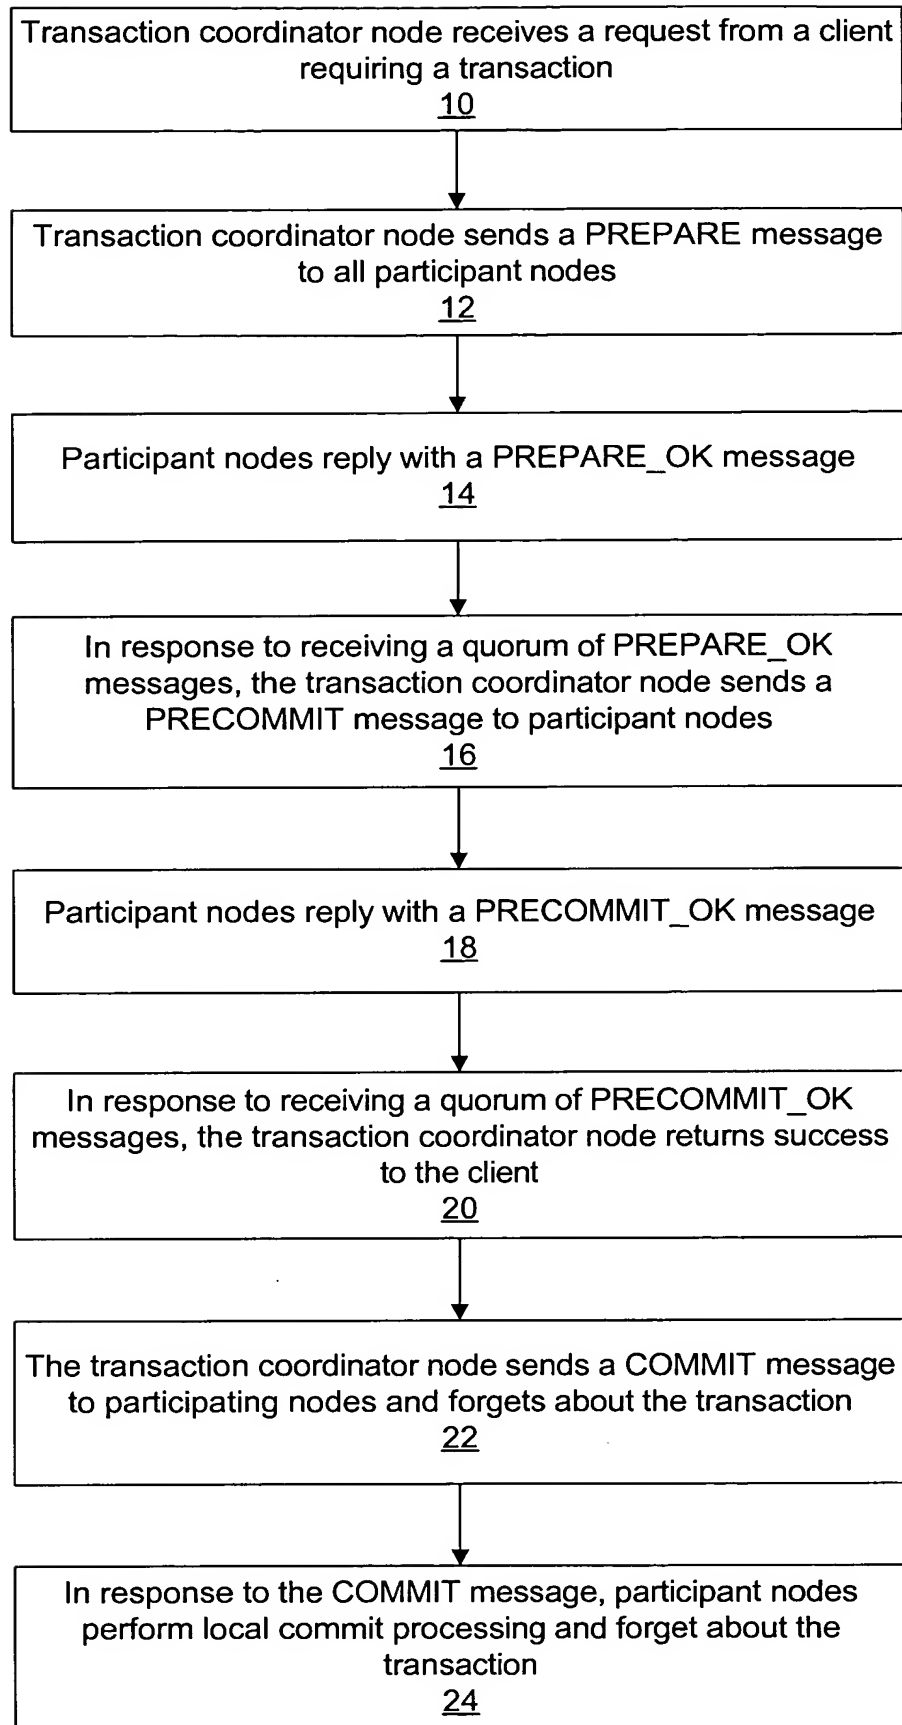 Transaction coordinator node receives a request from a client
requiring a transaction
10
Transaction coordinator node sends a PREPARE message
to all participant nodes
12
Participant nodes reply with a PREPARE_OK message
14
In response to receiving a quorum of PREPARE_OK
messages, the transaction coordinator node sends a
PRECOMMIT message to participant nodes
16
Participant nodes reply with a PRECOMMIT_OK message
18
In response to receiving a quorum of PRECOMMIT_OK
messages, the transaction coordinator node returns success
to the client
20
The transaction coordinator node sends a COMMIT message
to participating nodes and forgets about the transaction
22
In response to the COMMIT message, participant nodes
perform local commit processing and forget about the
transaction
24